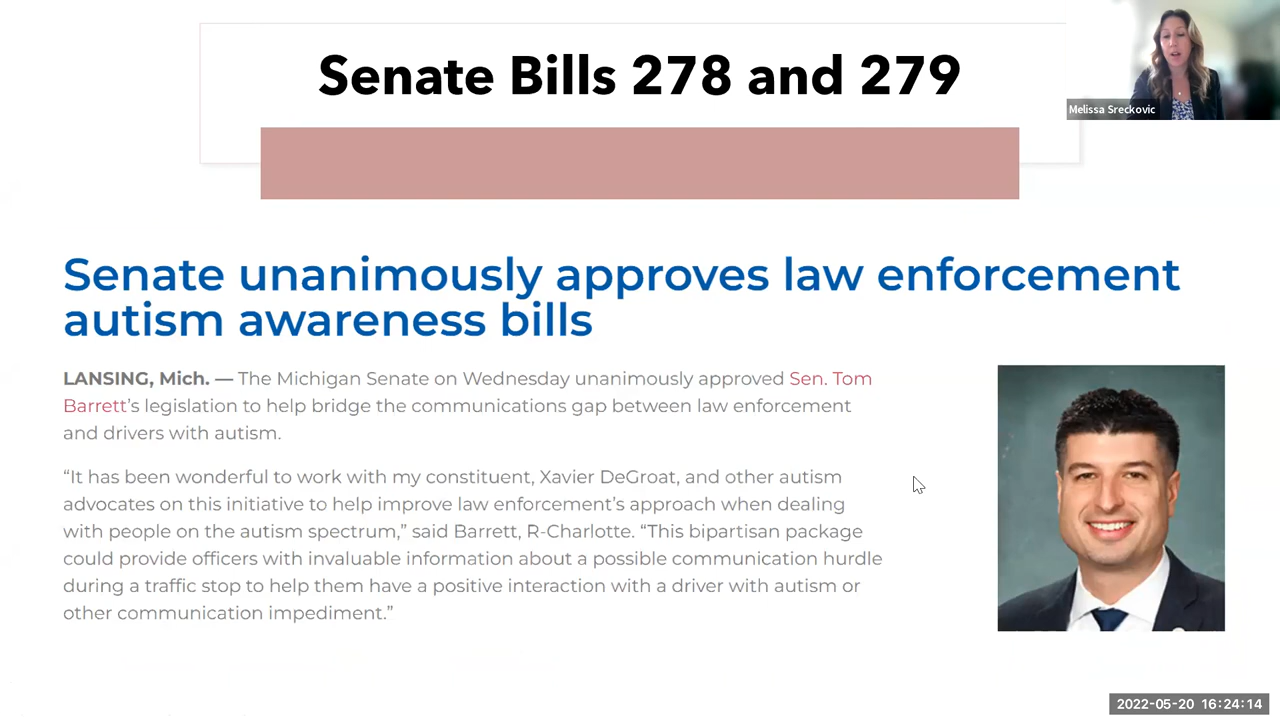 Senate Bills 278 and 279
Melissa Sreckovic
Senate unanimously approves law enforcement
autism awareness bills
LANSING, Mich. — The Michigan Senate on Wednesday unanimously approved Sen. Tom
Barrett’s legislation to help bridge the communications gap between law enforcement
and drivers with autism.
“It has been wonderful to work with my constituent, Xavier DeGroat, and other autism
advocates on this initiative to help improve law enforcement’s approach when dealing
with people on the autism spectrum,” said Barrett, R-Charlotte. “This bipartisan package
could provide officers with invaluable information about a possible communication hurdle
during a traffic stop to help them have a positive interaction with a driver with autism or
other communication impediment.”
2022-05-20 16:24:14